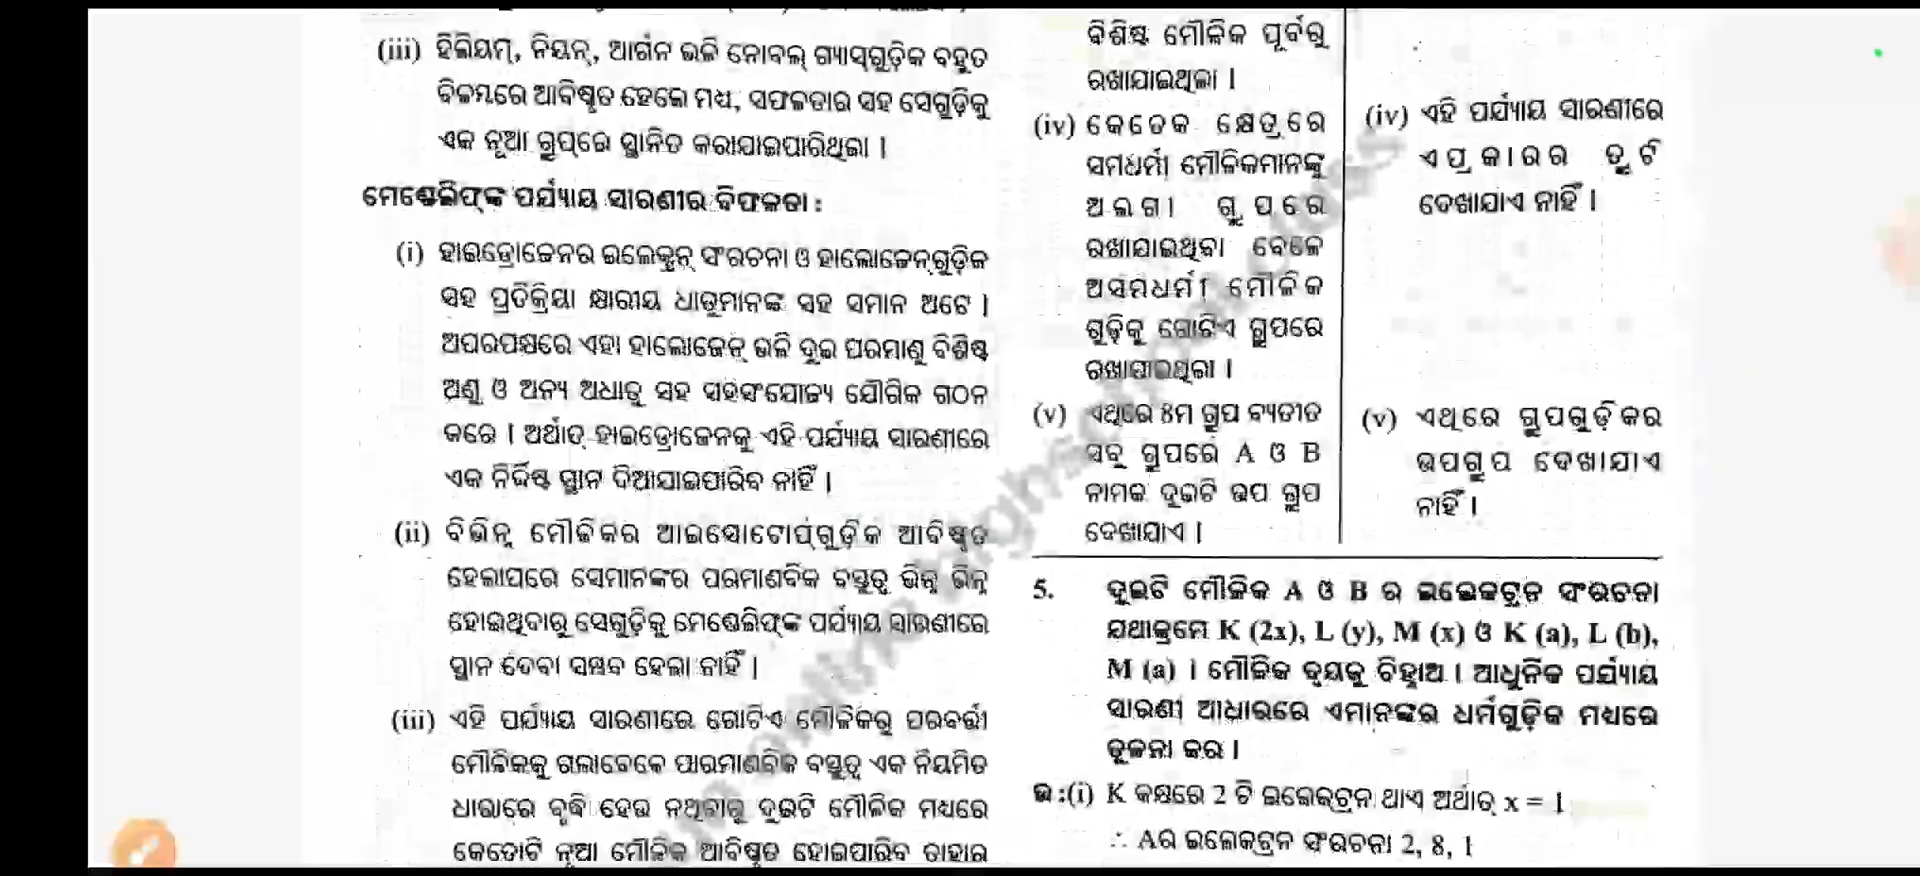 (iii) ହିଲିୟମ୍, ନିୟନ୍, ଆର୍ଗନ ଭଳି ନୋବଲ୍ ଗ୍ୟାସ୍‌ଗୁଡ଼ିକ ବହୁତ
ବିଳମ୍ବରେ ଆବିଷ୍କୃତ ହେଲେ ମଧ୍ୟ, ସଫଳତାର ସହ ସେଗୁଡ଼ିକୁ
ଏକ ନୂଆ ଗ୍ରୁପ୍‌ରେ ସ୍ଥାନିତ କରାଯାଇପାରିଥିଲା ।
ମେଣ୍ଡେଲିଫ୍‌ଙ୍କ ପର୍ଯ୍ୟାୟ ସାରଣୀର ବିଫଳତା :
(i) ହାଇଡ୍ରୋଜେନର ଇଲେକ୍ଟ୍ରନ୍ ସଂରଚନା ଓ ହାଲୋଜେନ୍‌ଗୁଡ଼ିକ
ସହ ପ୍ରତିକ୍ରିୟା କ୍ଷାରୀୟ ଧାତୁମାନଙ୍କ ସହ ସମାନ ଅଟେ ।
ଅପରପକ୍ଷରେ ଏହା ହାଲୋଜେନ୍ ଭଳି ଦୁଇ ପରମାଣୁ ବିଶିଷ୍ଟ
ଅଣୁ ଓ ଅନ୍ୟ ଅଧାତୁ ସହ ସହସଂଯୋଜ୍ୟ ଯୌଗିକ ଗଠନ
କରେ । ଅର୍ଥାତ୍ ହାଇଡ୍ରୋଜେନକୁ ଏହି ପର୍ଯ୍ୟାୟ ସାରଣୀରେ
ଏକ ନିର୍ଦ୍ଦିଷ୍ଟ ସ୍ଥାନ ଦିଆଯାଇପାରିବ ନାହିଁ ।
(ii) ବିଭିନ୍ନ ମୌଳିକର ଆଇସୋଟୋପ୍‌ଗୁଡ଼ିକ ଆବିଷ୍କୃତ
ହେଲାପରେ ସେମାନଙ୍କର ପରମାଣବିକ ବସ୍ତୁତ୍ୱ ଭିନ୍ନ ଭିନ୍ନ
ହୋଇଥିବାରୁ ସେଗୁଡ଼ିକୁ ମେଣ୍ଡେଲିଫ୍‌ଙ୍କ ପର୍ଯ୍ୟାୟ ସାରଣୀରେ
ସ୍ଥାନ ଦେବା ସମ୍ଭବ ହେଲା ନାହିଁ ।
(iii) ଏହି ପର୍ଯ୍ୟାୟ ସାରଣୀରେ ଗୋଟିଏ ମୌଳିକରୁ ପରବର୍ତ୍ତୀ
ମୌଳିକକୁ ଗଲାବେଳେ ପାରମାଣବିକ ବସ୍ତୁତ୍ୱ ଏକ ନିୟମିତ
ଧାରାରେ ବୃଦ୍ଧି ହେଉ ନଥିବାରୁ ଦୁଇଟି ମୌଳିକ ମଧ୍ୟରେ
କେତୋଟି ନୂଆ ମୌଳିକ ଆବିଷ୍କୃତ ହୋଇପାରିବ ତାହାର
ବିଶିଷ୍ଟ ମୌଳିକ ପୂର୍ବରୁ
ରଖାଯାଇଥିଲା ।
(iv) କେତେକ କ୍ଷେତ୍ରରେ
ସମଧର୍ମୀ ମୌଳିକମାନଙ୍କୁ
ଅଲଗା ଗ୍ରୁପରେ
ରଖାଯାଇଥିବା ବେଳେ
ଅସମଧର୍ମୀ ମୌଳିକ
ଗୁଡ଼ିକୁ ଗୋଟିଏ ଗ୍ରୁପରେ
ରଖାଯାଇଥିଲା ।
(v) ଏଥିରେ 8ମ ଗ୍ରୁପ ବ୍ୟତୀତ
ସବୁ ଗ୍ରୁପରେ A ଓ B
ନାମକ ଦୁଇଟି ଉପ ଗ୍ରୁପ
ଦେଖାଯାଏ ।
(iv) ଏହି ପର୍ଯ୍ୟାୟ ସାରଣୀରେ
ଏପ୍ରକାରର ତ୍ରୁଟି
ଦେଖାଯାଏ ନାହିଁ ।
(v) ଏଥିରେ ଗ୍ରୁପଗୁଡ଼ିକର
ଉପଗ୍ରୁପ ଦେଖାଯାଏ
ନାହିଁ ।
5. ଦୁଇଟି ମୌଳିକ A ଓ B ର ଇଲେକଟ୍ରନ ସଂରଚନା
ଯଥାକ୍ରମେ K (2x), L (y), M (x) ଓ K (a), L (b),
M (a) । ମୌଳିକ ଦ୍ୱୟକୁ ଚିହ୍ନାଅ । ଆଧୁନିକ ପର୍ଯ୍ୟାୟ
ସାରଣୀ ଆଧାରରେ ଏମାନଙ୍କର ଧର୍ମଗୁଡ଼ିକ ମଧ୍ୟରେ
ତୁଳନା କର ।
ଉ :(i) K କକ୍ଷରେ 2 ଟି ଇଲେକ୍‌ଟ୍ରନ ଥାଏ ଅର୍ଥାତ୍ x = 1
∴ Aର ଇଲେକ୍‌ଟ୍ରନ ସଂରଚନା 2, 8, 1